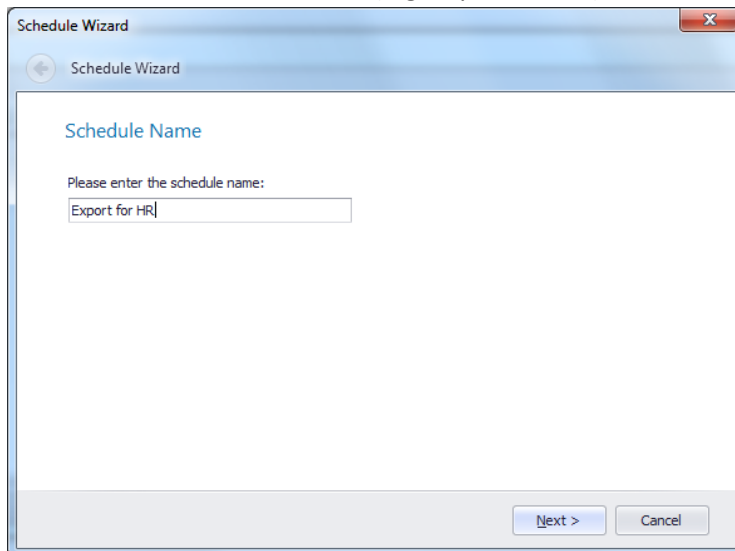 Schedule Wizard
Schedule Wizard
Schedule Name
Please enter the schedule name:
Export for HR
Next >
Cancel